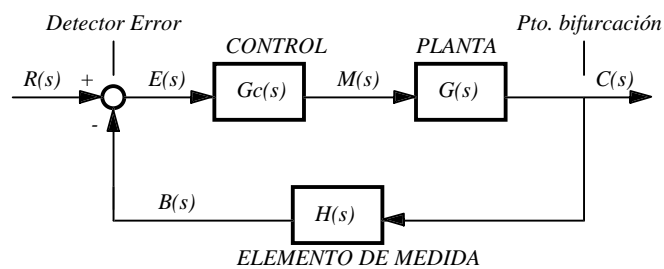 Detector Error
Pto. bifurcación
CONTROL
PLANTA
R(s)
+
E(s)
Gc(s)
M(s)
G(s)
C(s)
-
B(s)
H(s)
ELEMENTO DE MEDIDA